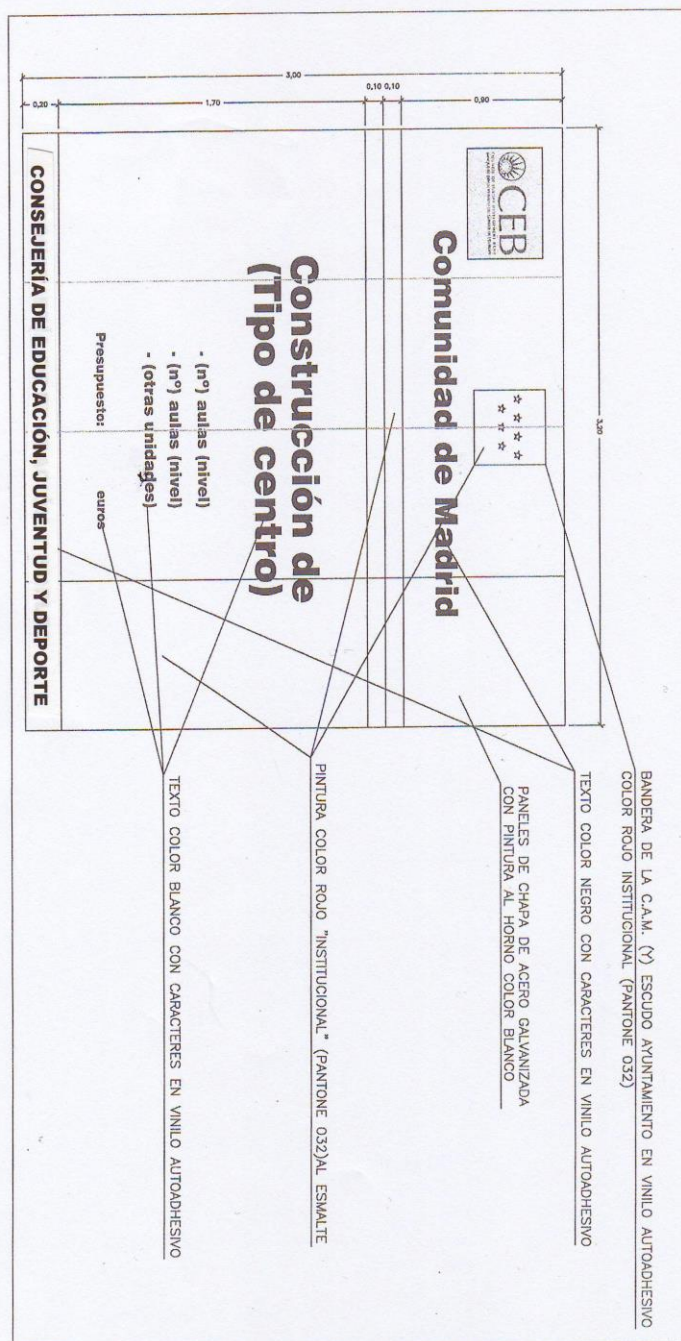 3,20
3,00
0,90
0,10
0,10
1,70
0,20
CEB
Comunidad de Madrid
Construcción de
(Tipo de centro)
- (nº) aulas (nivel)
- (nº) aulas (nivel)
- (otras unidades)
Presupuesto: euros
CONSEJERÍA DE EDUCACIÓN, JUVENTUD Y DEPORTE
BANDERA DE LA C.A.M. (Y) ESCUDO AYUNTAMIENTO EN VINILO AUTOADHESIVO
COLOR ROJO INSTITUCIONAL (PANTONE 032)
TEXTO COLOR NEGRO CON CARACTERES EN VINILO AUTOADHESIVO
PANELES DE CHAPA DE ACERO GALVANIZADA
CON PINTURA AL HORNO COLOR BLANCO
PINTURA COLOR ROJO "INSTITUCIONAL" (PANTONE 032)AL ESMALTE
TEXTO COLOR BLANCO CON CARACTERES EN VINILO AUTOADHESIVO